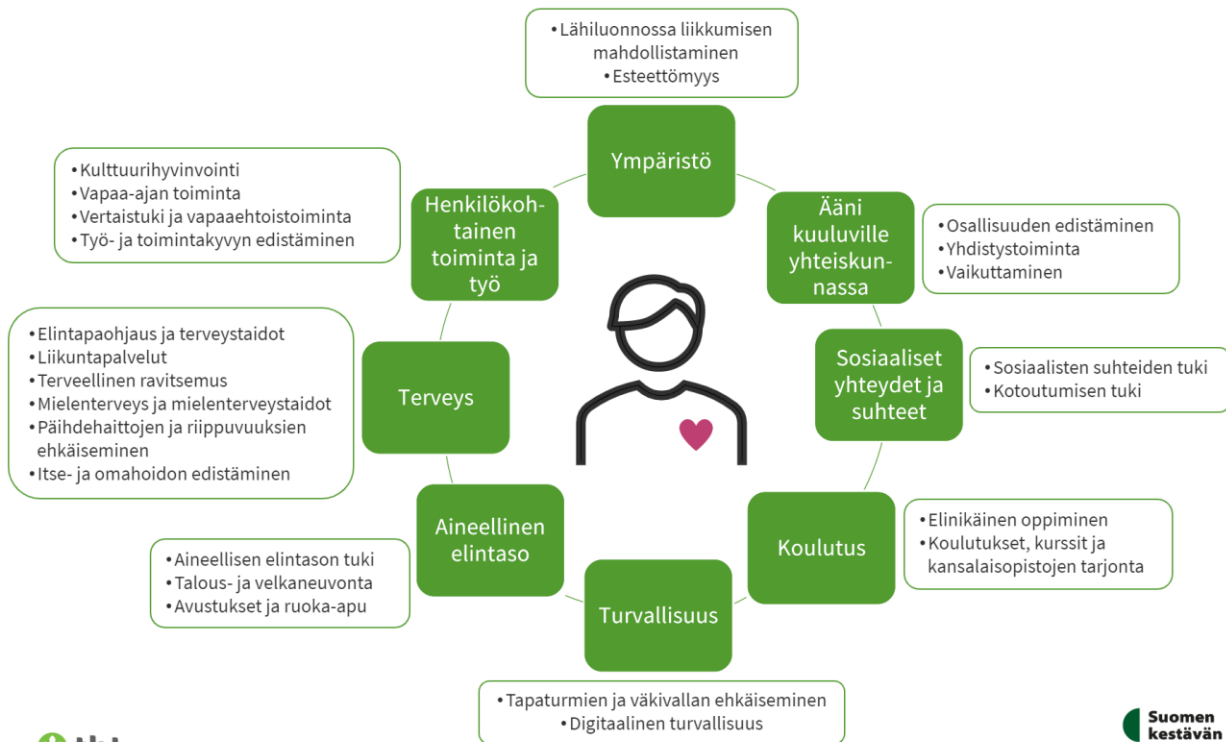 • Lähiluonnossa liikkumisen
mahdollistaminen
• Esteettömyys
Ympäristö
• Kulttuurihyvinvointi
• Vapaa-ajan toiminta
• Vertaistuki ja vapaaehtoistoiminta
• Työ- ja toimintakyvyn edistäminen
Henkilökoh-
tainen
toiminta ja
työ
Ääni
kuuluville
yhteiskun-
nassa
• Osallisuuden edistäminen
• Yhdistystoiminta
• Vaikuttaminen
• Elintapaohjaus ja terveystaidot
• Liikuntapalvelut
• Terveellinen ravitsemus
• Mielenterveys ja mielenterveystaidot
• Päihdehaittojen ja riippuvuuksien
ehkäiseminen
• Itse- ja omahoidon edistäminen
Terveys
Sosiaaliset
yhteydet ja
suhteet
• Sosiaalisten suhteiden tuki
• Kotoutumisen tuki
• Aineellisen elintason tuki
• Talous- ja velkaneuvonta
• Avustukset ja ruoka-apu
Aineellinen
elintaso
Koulutus
• Elinikäinen oppiminen
• Koulutukset, kurssit ja
kansalaisopistojen tarjonta
Turvallisuus
• Tapaturmien ja väkivallan ehkäiseminen
• Digitaalinen turvallisuus
Suomen
kestävän